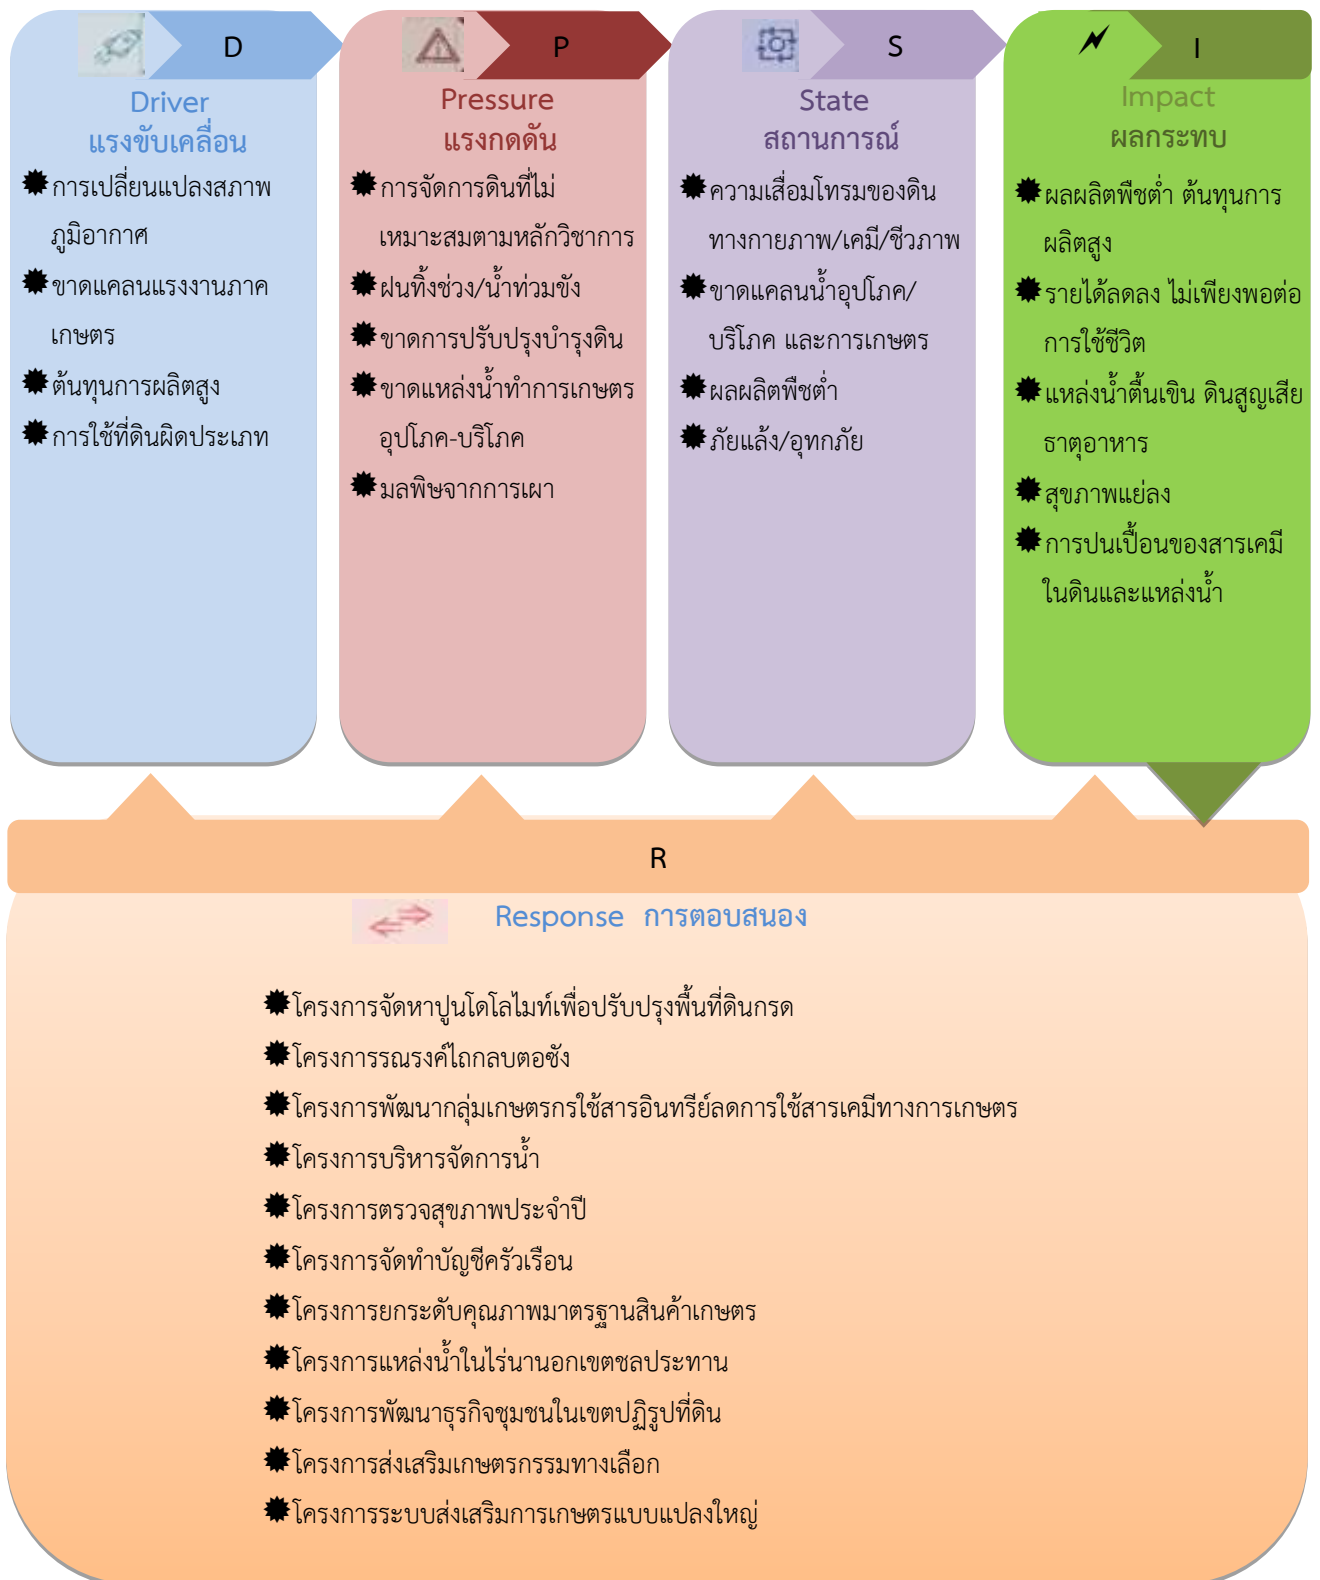 D
Driver
แรงขับเคลื่อน
การเปลี่ยนแปลงสภาพ
ภูมิอากาศ
ขาดแคลนแรงงานภาค
เกษตร
ต้นทุนการผลิตสูง
การใช้ที่ดินผิดประเภท
P
Pressure
แรงกดดัน
การจัดการดินที่ไม่
เหมาะสมตามหลักวิชาการ
ฝนทิ้งช่วง/น้ำท่วมขัง
ขาดการปรับปรุงบำรุงดิน
ขาดแหล่งน้ำทำการเกษตร
อุปโภค-บริโภค
มลพิษจากการเผา
S
State
สถานการณ์
ความเสื่อมโทรมของดิน
ทางกายภาพ/เคมี/ชีวภาพ
ขาดแคลนน้ำอุปโภค/
บริโภค และการเกษตร
ผลผลิตพืชต่ำ
ภัยแล้ง/อุทกภัย
I
Impact
ผลกระทบ
ผลผลิตพืชต่ำ ต้นทุนการ
ผลิตสูง
รายได้ลดลง ไม่เพียงพอต่อ
การใช้ชีวิต
แหล่งน้ำตื้นเขิน ดินสูญเสีย
ธาตุอาหาร
สุขภาพแย่ลง
การปนเปื้อนของสารเคมี
ในดินและแหล่งน้ำ
R
Response การตอบสนอง
โครงการจัดหาปูนโดโลไมท์เพื่อปรับปรุงพื้นที่ดินกรด
โครงการรณรงค์ไถกลบตอซัง
โครงการพัฒนากลุ่มเกษตรกรใช้สารอินทรีย์ลดการใช้สารเคมีทางการเกษตร
โครงการบริหารจัดการน้ำ
โครงการตรวจสุขภาพประจำปี
โครงการจัดทำบัญชีครัวเรือน
โครงการยกระดับคุณภาพมาตรฐานสินค้าเกษตร
โครงการแหล่งน้ำในไร่นานอกเขตชลประทาน
โครงการพัฒนาธุรกิจชุมชนในเขตปฏิรูปที่ดิน
โครงการส่งเสริมเกษตรกรรมทางเลือก
โครงการระบบส่งเสริมการเกษตรแบบแปลงใหญ่